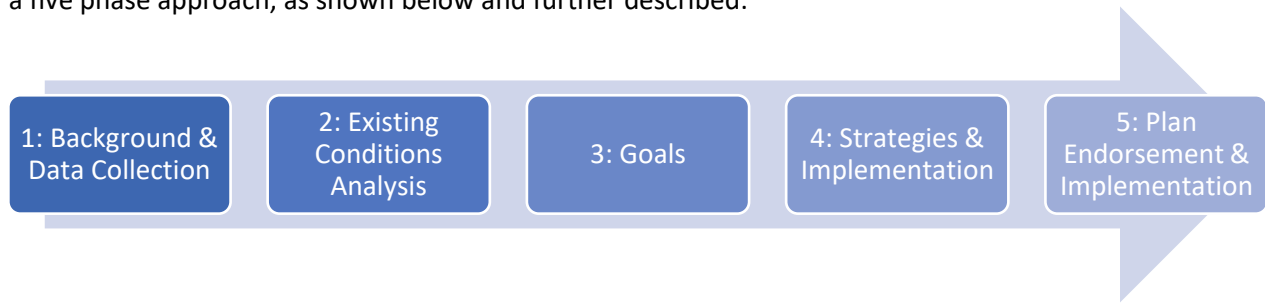 a five phase approach, as shown below and further described:
1: Background &
Data Collection
2: Existing
Conditions
Analysis
3: Goals
4: Strategies &
Implementation
5: Plan
Endorsement &
Implementation